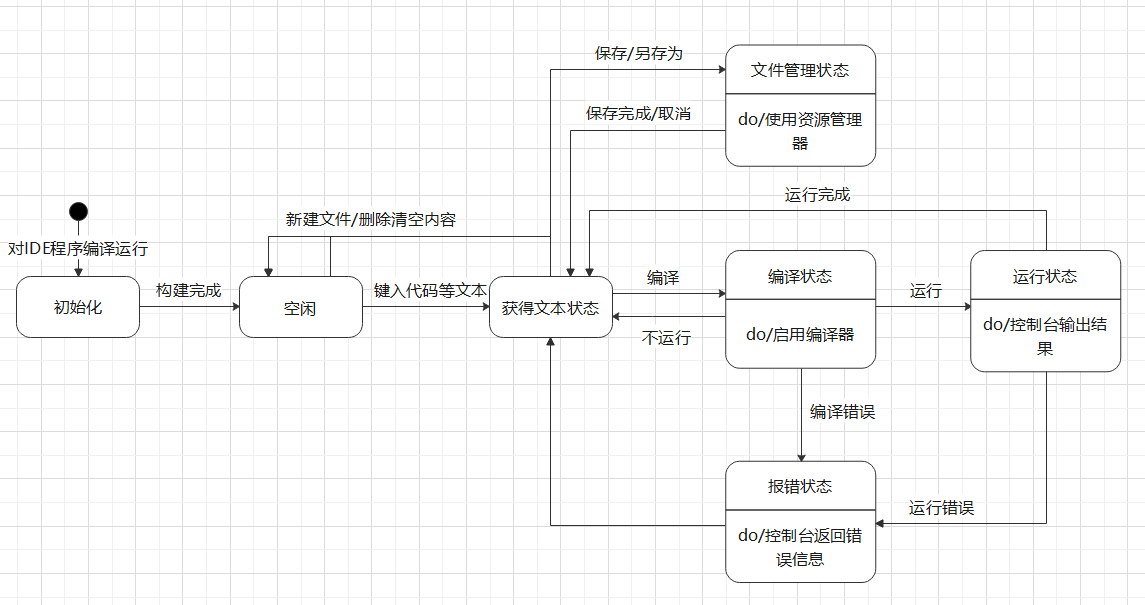 保存/另存为
文件管理状态
保存完成/取消
do/使用资源管理
器
运行完成
新建文件/删除清空内容
对IDE程序编译运行
初始化
构建完成
空闲
键入代码等文本
获得文本状态
编译
不运行
编译状态
do/启用编译器
运行
运行状态
do/控制台输出结
果
编译错误
报错状态
do/控制台返回错
误信息
运行错误